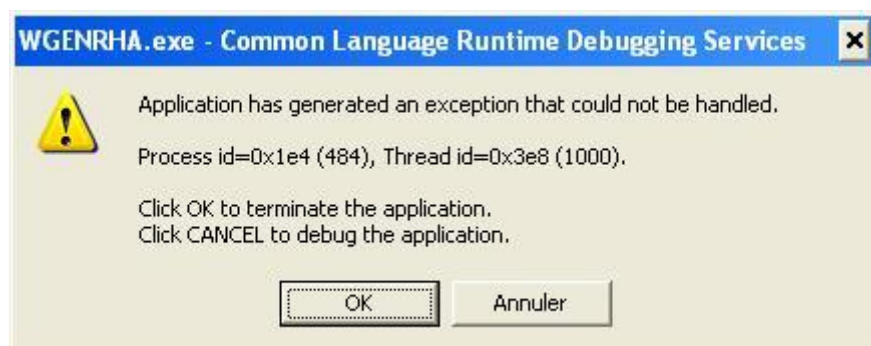 WGENRHA.exe - Common Language Runtime Debugging Services
Application has generated an exception that could not be handled.
Process id=0x1e4 (484), Thread id=0x3e8 (1000).
Click OK to terminate the application.
Click CANCEL to debug the application.
OK Annuler